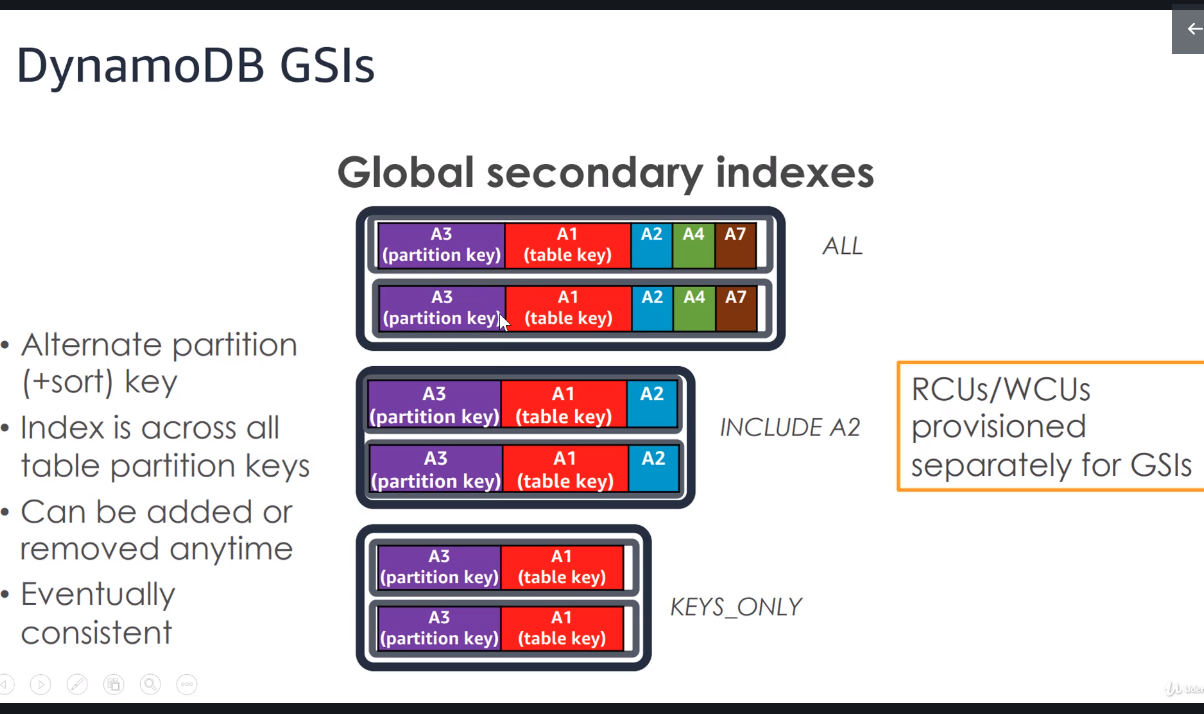 DynamoDB GSIs
Global secondary indexes
A3
(partition key)
A1
(table key)
A2
A4
A7
ALL
A3
(partition key)
A1
(table key)
A2
A4
A7
• Alternate partition
(+sort) key
• Index is across all
table partition keys
• Can be added or
removed anytime
• Eventually
consistent
A3
(partition key)
A1
(table key)
A2
INCLUDE A2
A3
(partition key)
A1
(table key)
A2
RCUs/WCUs
provisioned
separately for GSIs
A3
(partition key)
A1
(table key)
KEYS_ONLY
A3
(partition key)
A1
(table key)